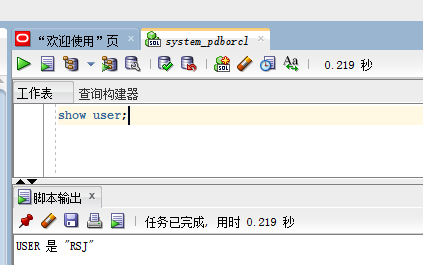 “欢迎使用”页 system_pdborcl
SQL 0.219 秒
工作表 查询构建器
show user;
脚本输出 x
任务已完成, 用时 0.219 秒
USER 是 "RSJ"